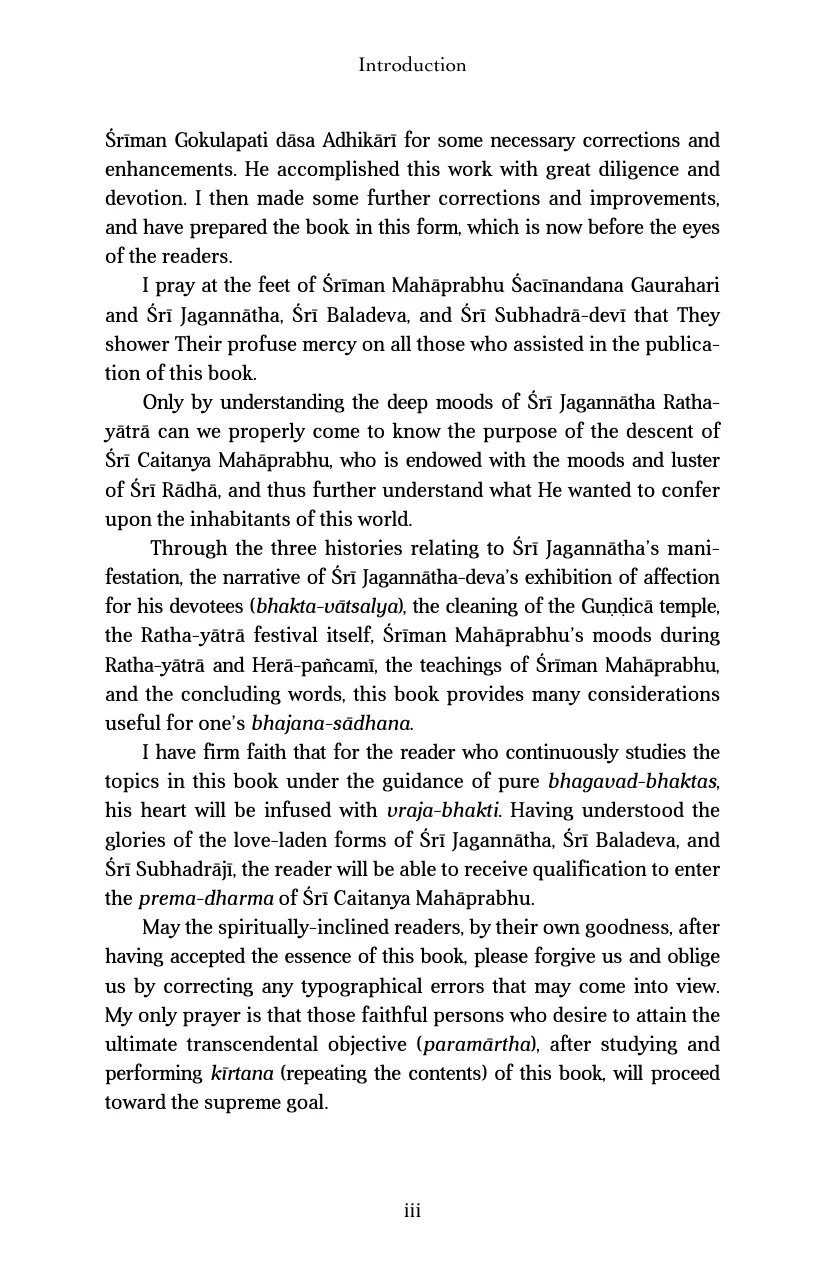 Introduction
Śrīman Gokulapati dāsa Adhikārī for some necessary corrections and
enhancements. He accomplished this work with great diligence and
devotion. I then made some further corrections and improvements,
and have prepared the book in this form, which is now before the eyes
of the readers.
I pray at the feet of Śrīman Mahāprabhu Śacīnandana Gaurahari
and Śrī Jagannātha, Śrī Baladeva, and Śrī Subhadrā-devī that They
shower Their profuse mercy on all those who assisted in the publica-
tion of this book.
Only by understanding the deep moods of Śrī Jagannātha Ratha-
yātrā can we properly come to know the purpose of the descent of
Śrī Caitanya Mahāprabhu, who is endowed with the moods and luster
of Śrī Rādhā, and thus further understand what He wanted to confer
upon the inhabitants of this world.
Through the three histories relating to Śrī Jagannātha's mani-
festation, the narrative of Śrī Jagannātha-deva's exhibition of affection
for his devotees (bhakta-vātsalya), the cleaning of the Guṇḍicā temple,
the Ratha-yātrā festival itself, Śrīman Mahāprabhu's moods during
Ratha-yātrā and Herā-pañcamī, the teachings of Śrīman Mahāprabhu,
and the concluding words, this book provides many considerations
useful for one's bhajana-sādhana.
I have firm faith that for the reader who continuously studies the
topics in this book under the guidance of pure bhagavad-bhaktas,
his heart will be infused with vraja-bhakti. Having understood the
glories of the love-laden forms of Śrī Jagannātha, Śrī Baladeva, and
Śrī Subhadrājī, the reader will be able to receive qualification to enter
the prema-dharma of Śrī Caitanya Mahāprabhu.
May the spiritually-inclined readers, by their own goodness, after
having accepted the essence of this book, please forgive us and oblige
us by correcting any typographical errors that may come into view.
My only prayer is that those faithful persons who desire to attain the
ultimate transcendental objective (paramārtha), after studying and
performing kīrtana (repeating the contents) of this book, will proceed
toward the supreme goal.
iii